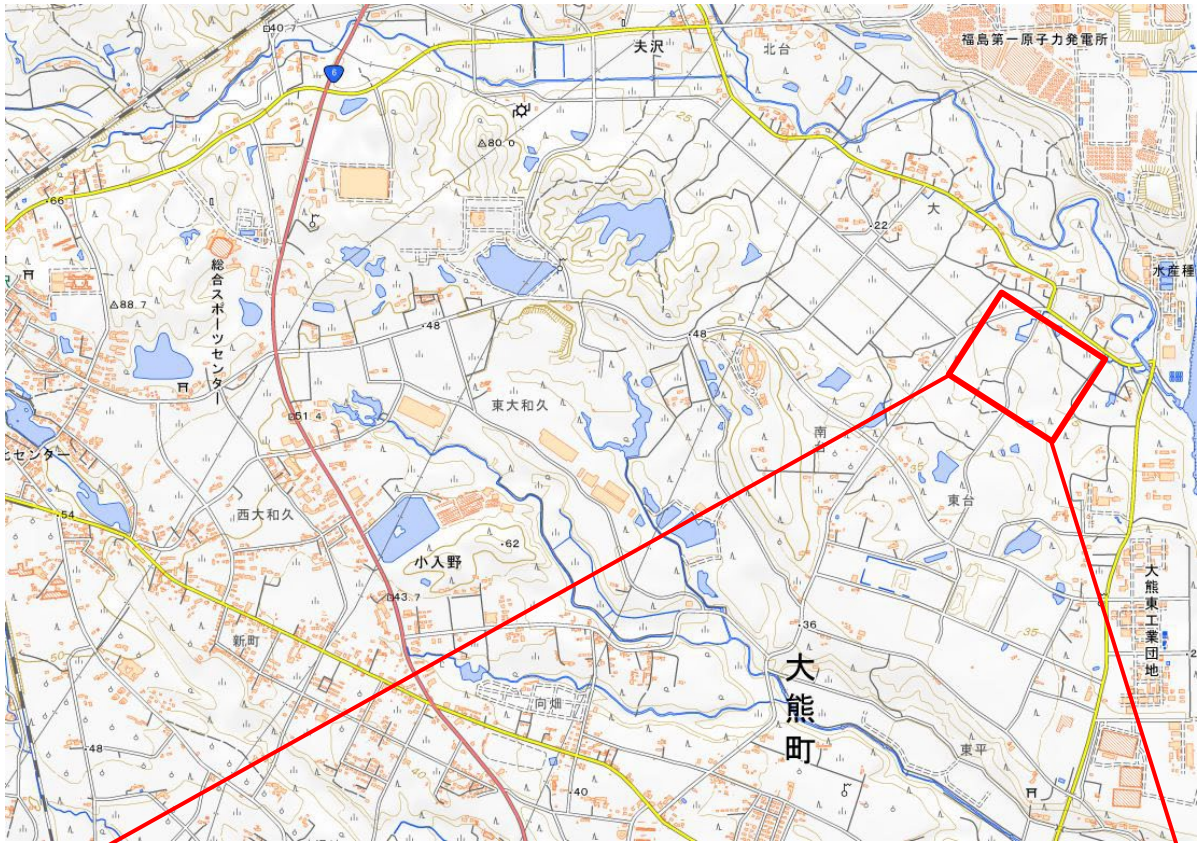 40.7
6
夫沢
北台
福島第一原子力発電所
25
△80.0
66
大
22
15
総合スポーツセンター
水産種
△88.7
48
48
東大和久
51.4
南台
35
東台
化センター
54
西大和久
62
小入野
43.7
大熊東工業団地
新町
36
35
大熊町
向畑
48
東平
40
40